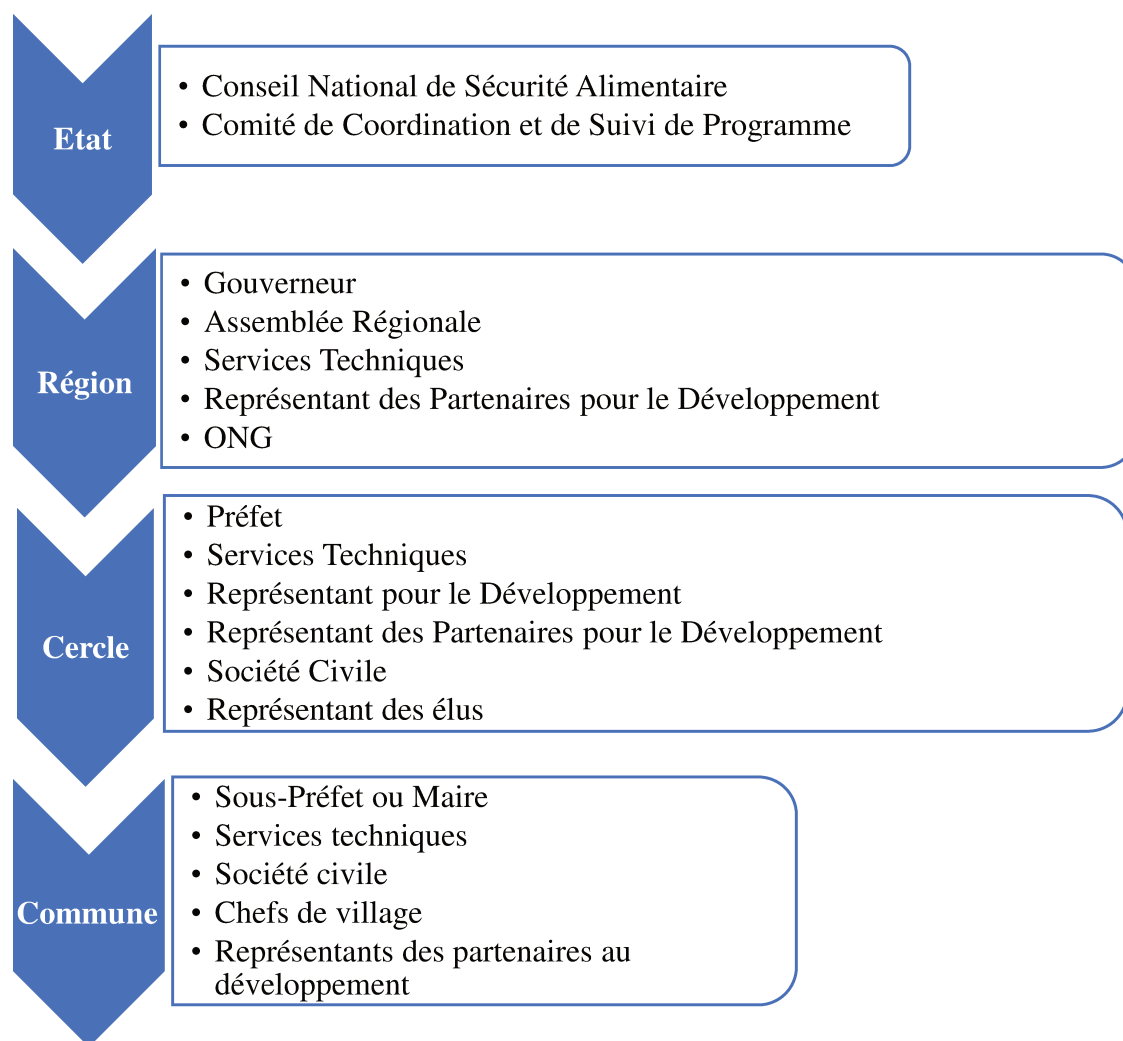 Etat
• Conseil National de Sécurité Alimentaire
• Comité de Coordination et de Suivi de Programme
Région
• Gouverneur
• Assemblée Régionale
• Services Techniques
• Représentant des Partenaires pour le Développement
• ONG
Cercle
• Préfet
• Services Techniques
• Représentant pour le Développement
• Représentant des Partenaires pour le Développement
• Société Civile
• Représentant des élus
Commune
• Sous-Préfet ou Maire
• Services techniques
• Société civile
• Chefs de village
• Représentants des partenaires au
développement